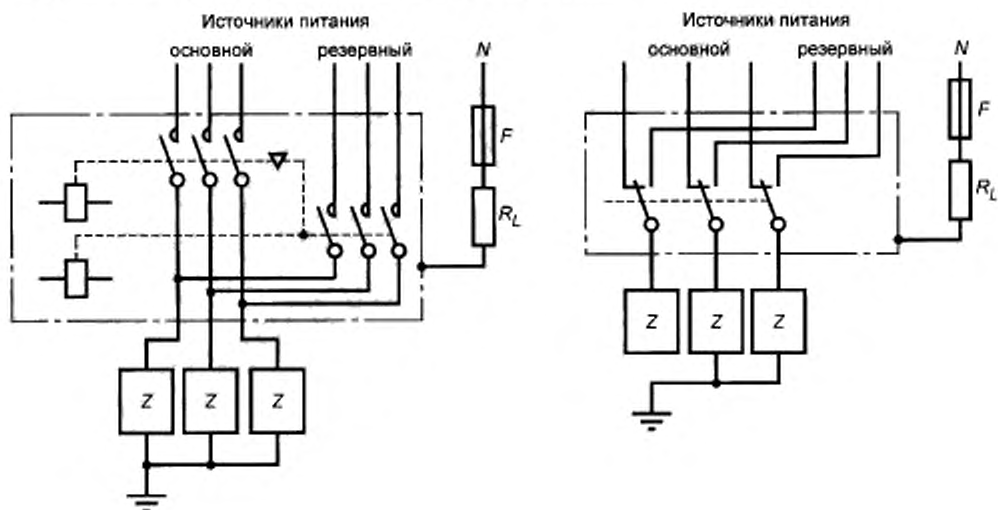 Источники питания
основной резервный N
F
R_L
Z Z Z
Источники питания
основной резервный N
F
R_L
Z Z Z